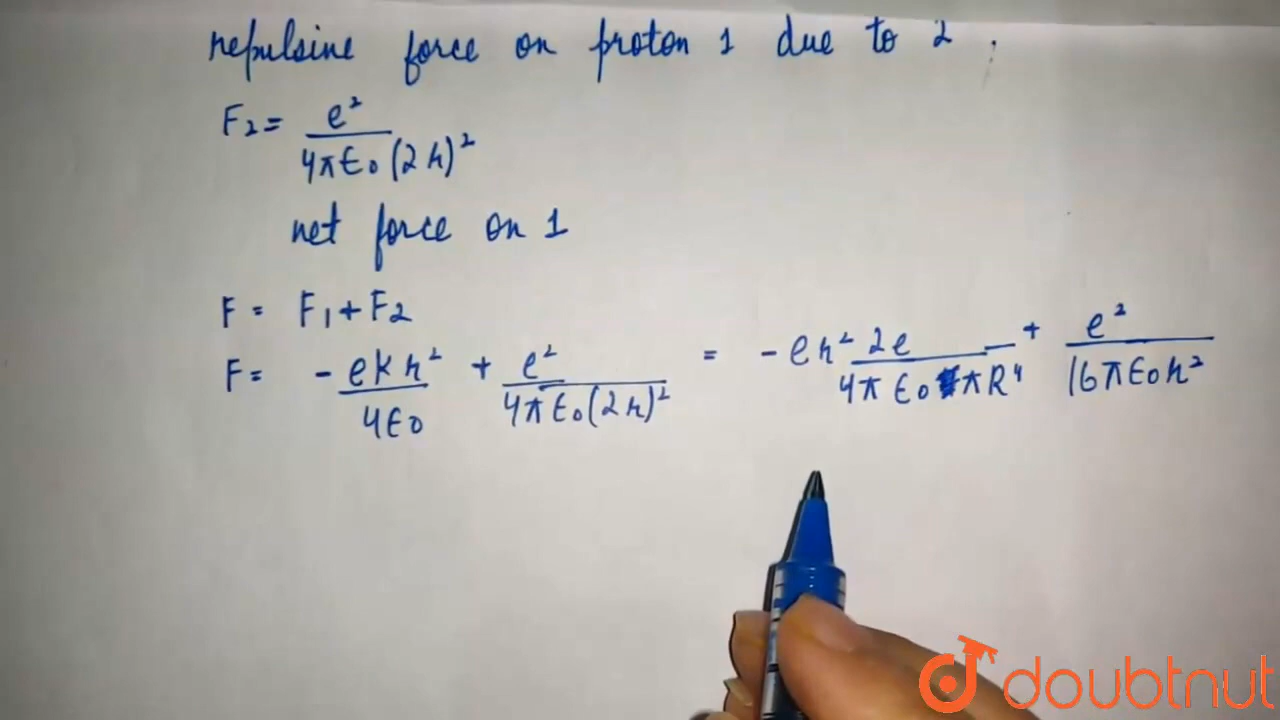 repulsine force on proton 1 due to 2.
F2 = e² / 4πε0 (2r)²
net force on 1
F = F1 + F2
F = - ekr² / 4ε0 + e² / 4πε0 (2r)² = - er² 2e / 4πε0 πR⁴ + e² / 16πε0r²
doubtnut